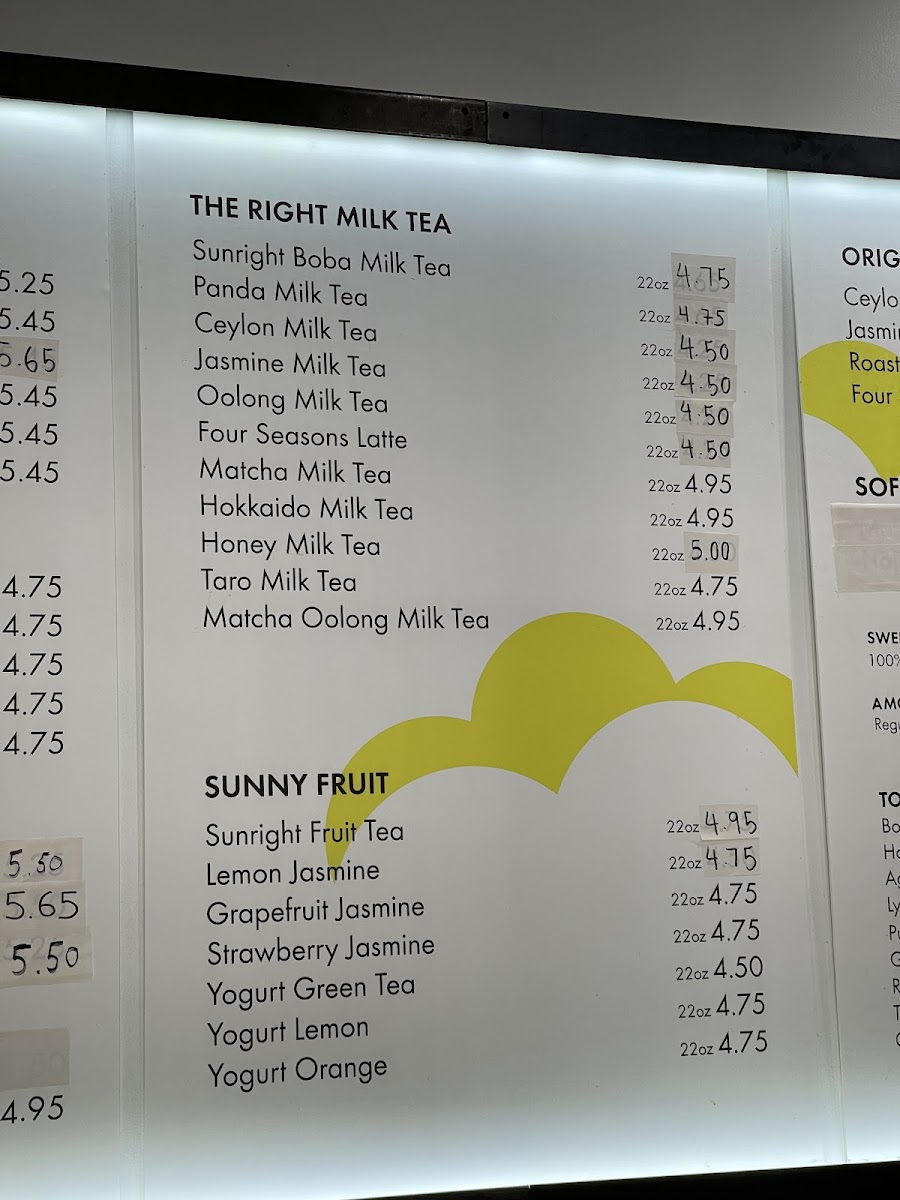 5.25
5.45
5.65
5.45
5.45
5.45
4.75
4.75
4.75
4.75
4.75
5.50
5.65
5.50
4.95
THE RIGHT MILK TEA
Sunright Boba Milk Tea 22oz 4.75
Panda Milk Tea 22oz 4.75
Ceylon Milk Tea 22oz 4.50
Jasmine Milk Tea 22oz 4.50
Oolong Milk Tea 22oz 4.50
Four Seasons Latte 22oz 4.50
Matcha Milk Tea 22oz 4.95
Hokkaido Milk Tea 22oz 4.95
Honey Milk Tea 22oz 5.00
Taro Milk Tea 22oz 4.75
Matcha Oolong Milk Tea 22oz 4.95
SUNNY FRUIT
Sunright Fruit Tea 22oz 4.95
Lemon Jasmine 22oz 4.75
Grapefruit Jasmine 22oz 4.75
Strawberry Jasmine 22oz 4.75
Yogurt Green Tea 22oz 4.50
Yogurt Lemon 22oz 4.75
Yogurt Orange 22oz 4.75
ORIG
Ceylo
Jasmi
Roast
Four
SOF
SWE
100%
AMO
Regu
TO
Bo
Ho
Ag
Ly
Pu
G
R
T